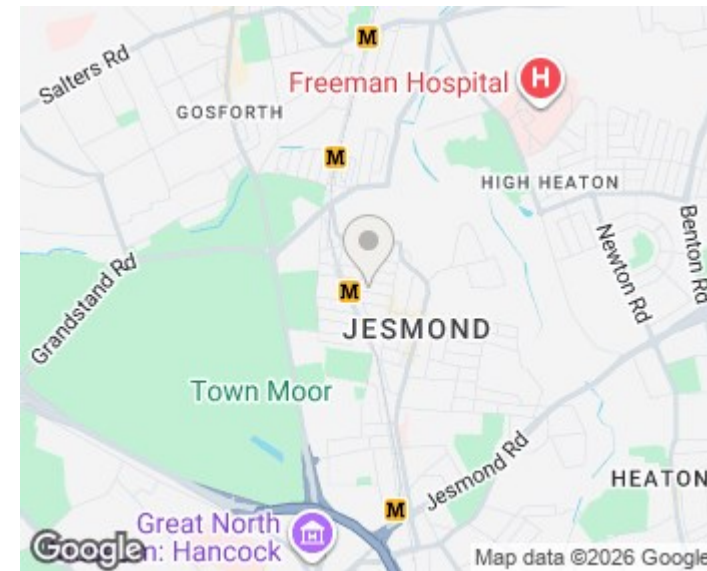 M
Salters Rd
Freeman Hospital H
GOSFORTH
M
HIGH HEATON
Benton Rd
Newton Rd
Grandstand Rd
M
JESMOND
Town Moor
Jesmond Rd
HEATON
M
Great North
m: Hancock
Google
Map data ©2026 Google